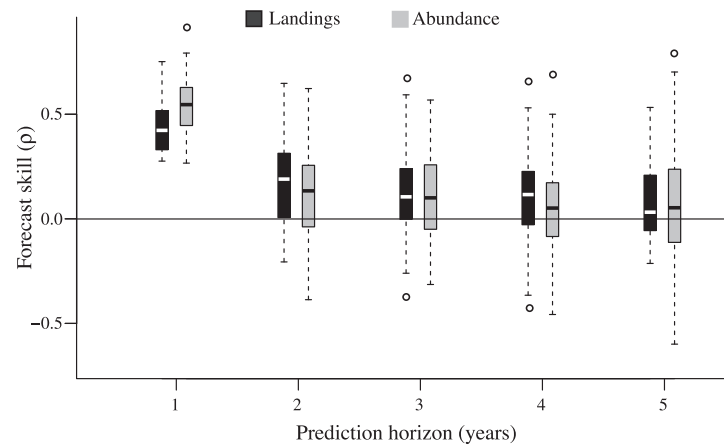 Landings Abundance
Forecast skill (ρ)
0.5
0.0
−0.5
1 2 3 4 5
Prediction horizon (years)